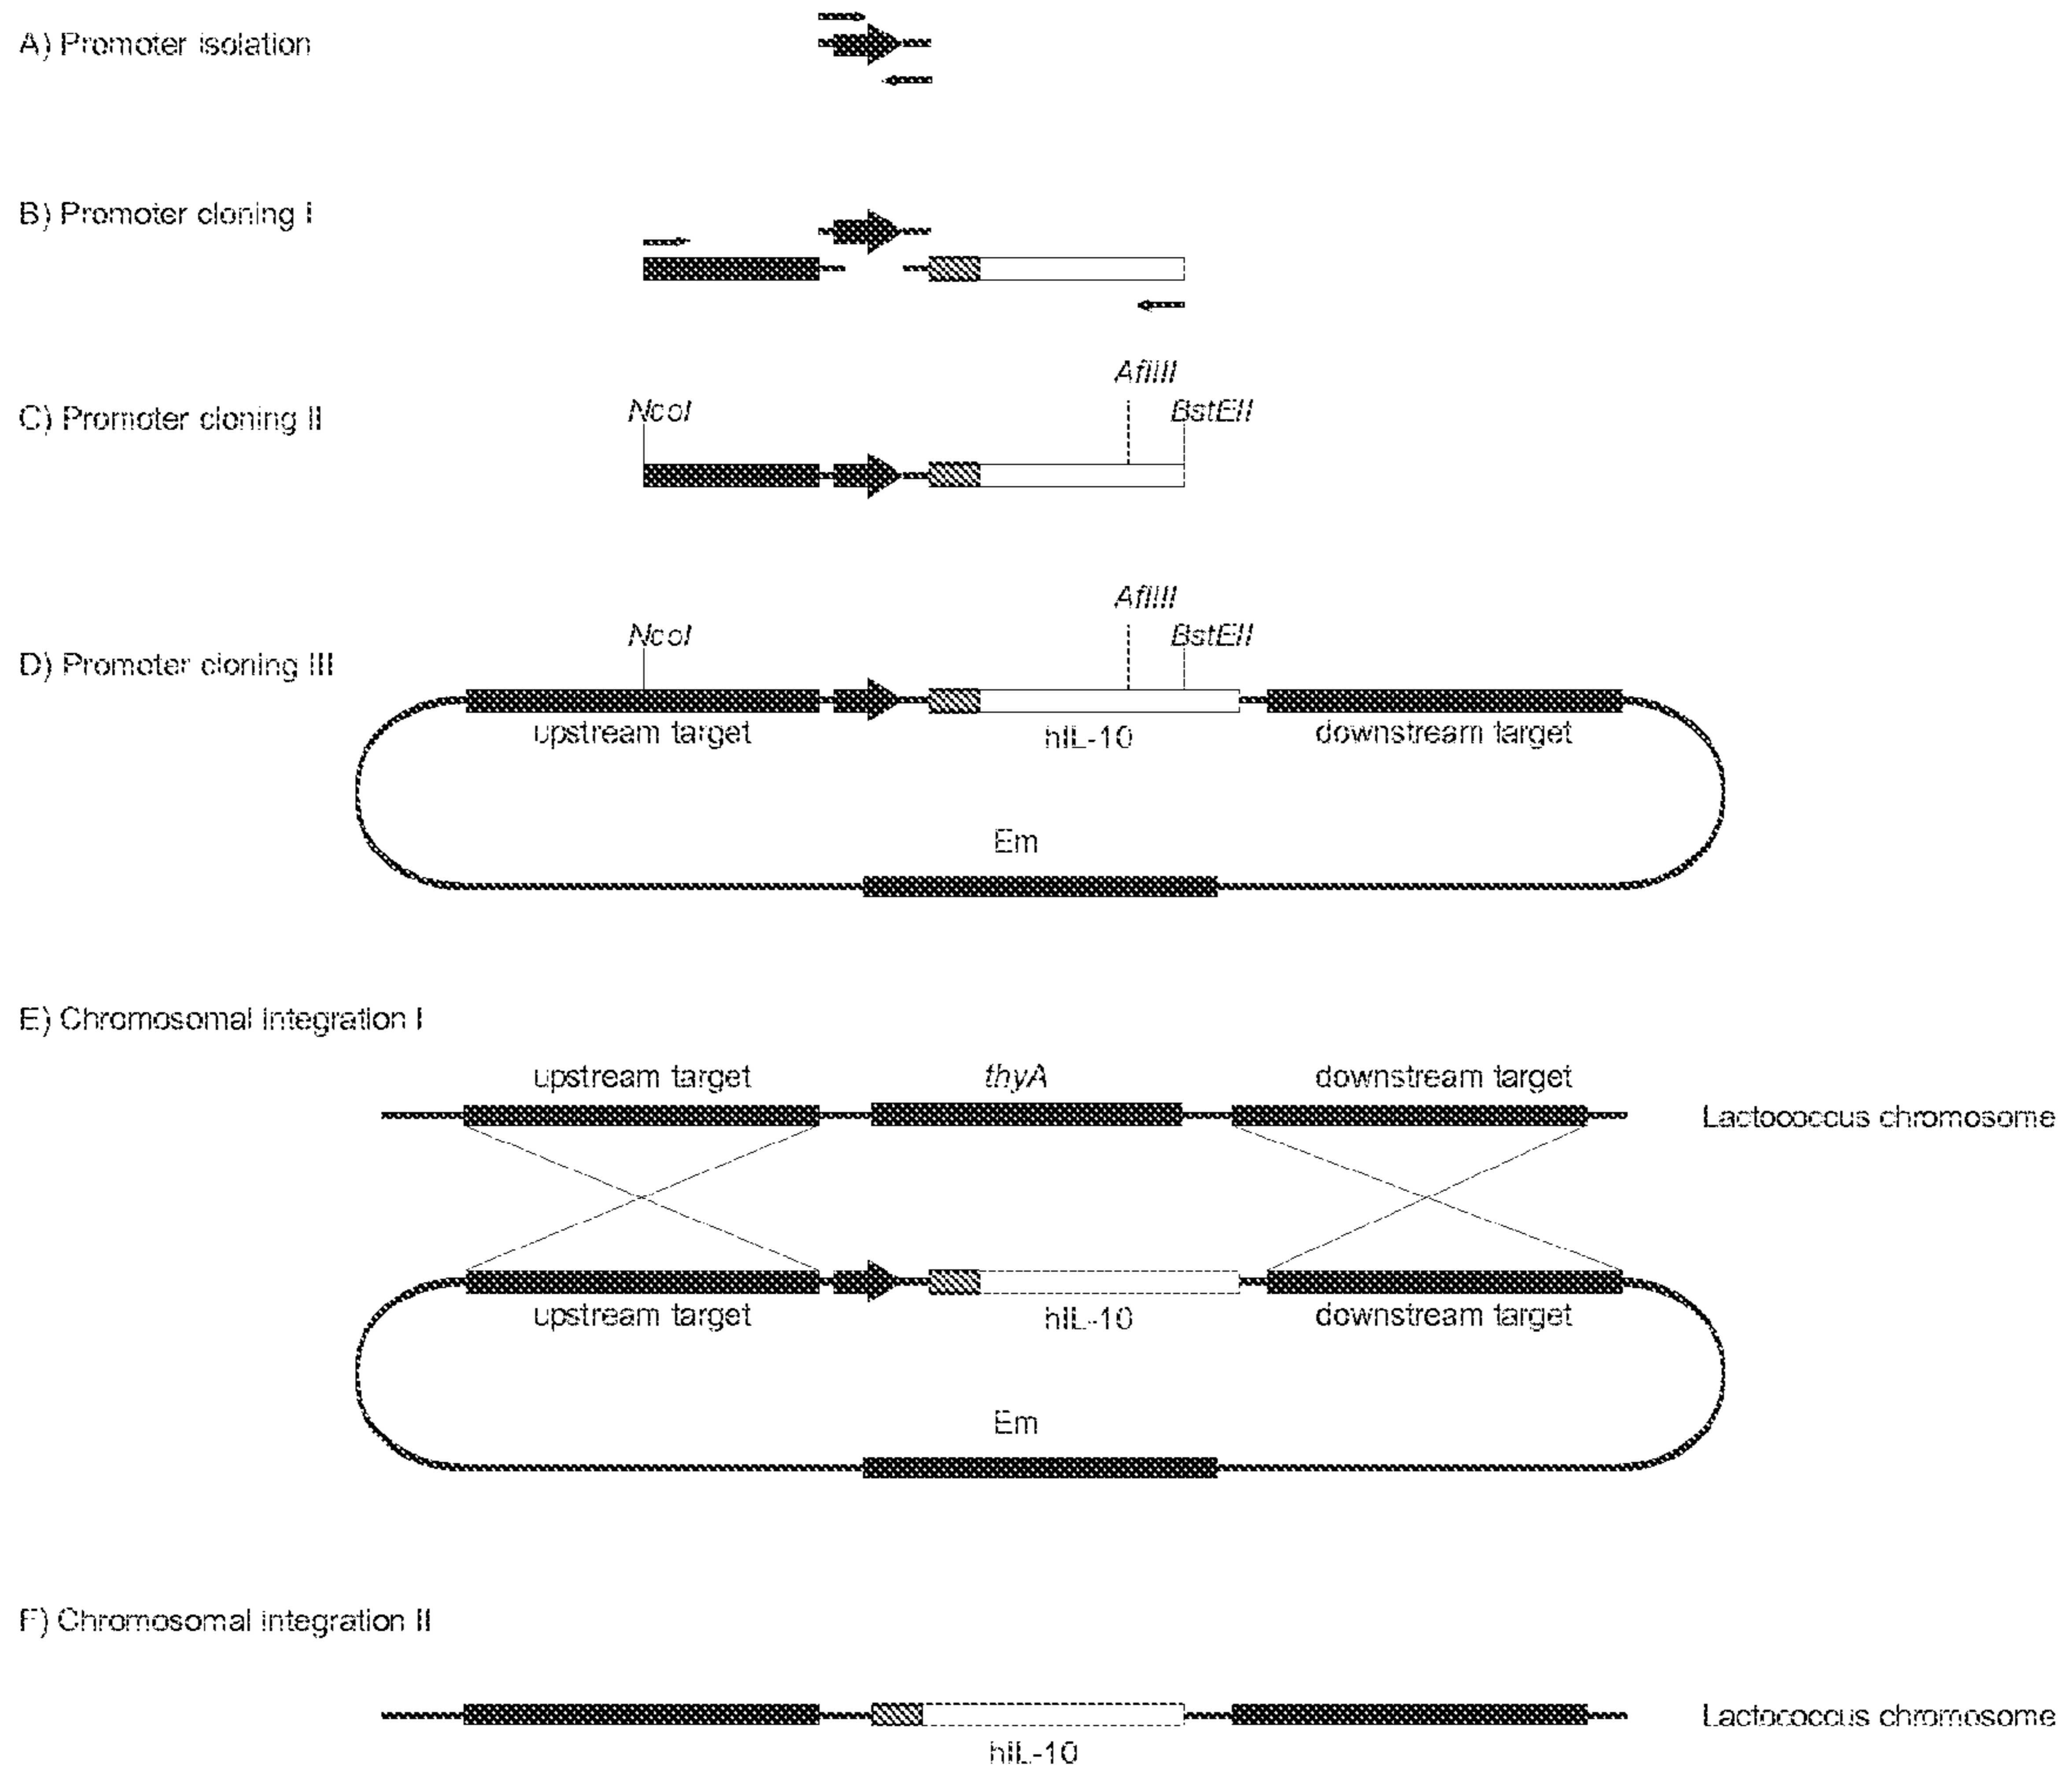 A) Promoter isolation
B) Promoter cloning I
AflIII
C) Promoter cloning II
NcoI
BstEII
AflIII
NcoI
BstEII
D) Promoter cloning III
upstream target
hIL-10
downstream target
Em
E) Chromosomal integration I
upstream target
thyA
downstream target
Lactococcus chromosome
upstream target
hIL-10
downstream target
Em
F) Chromosomal integration II
Lactococcus chromosome
hIL-10